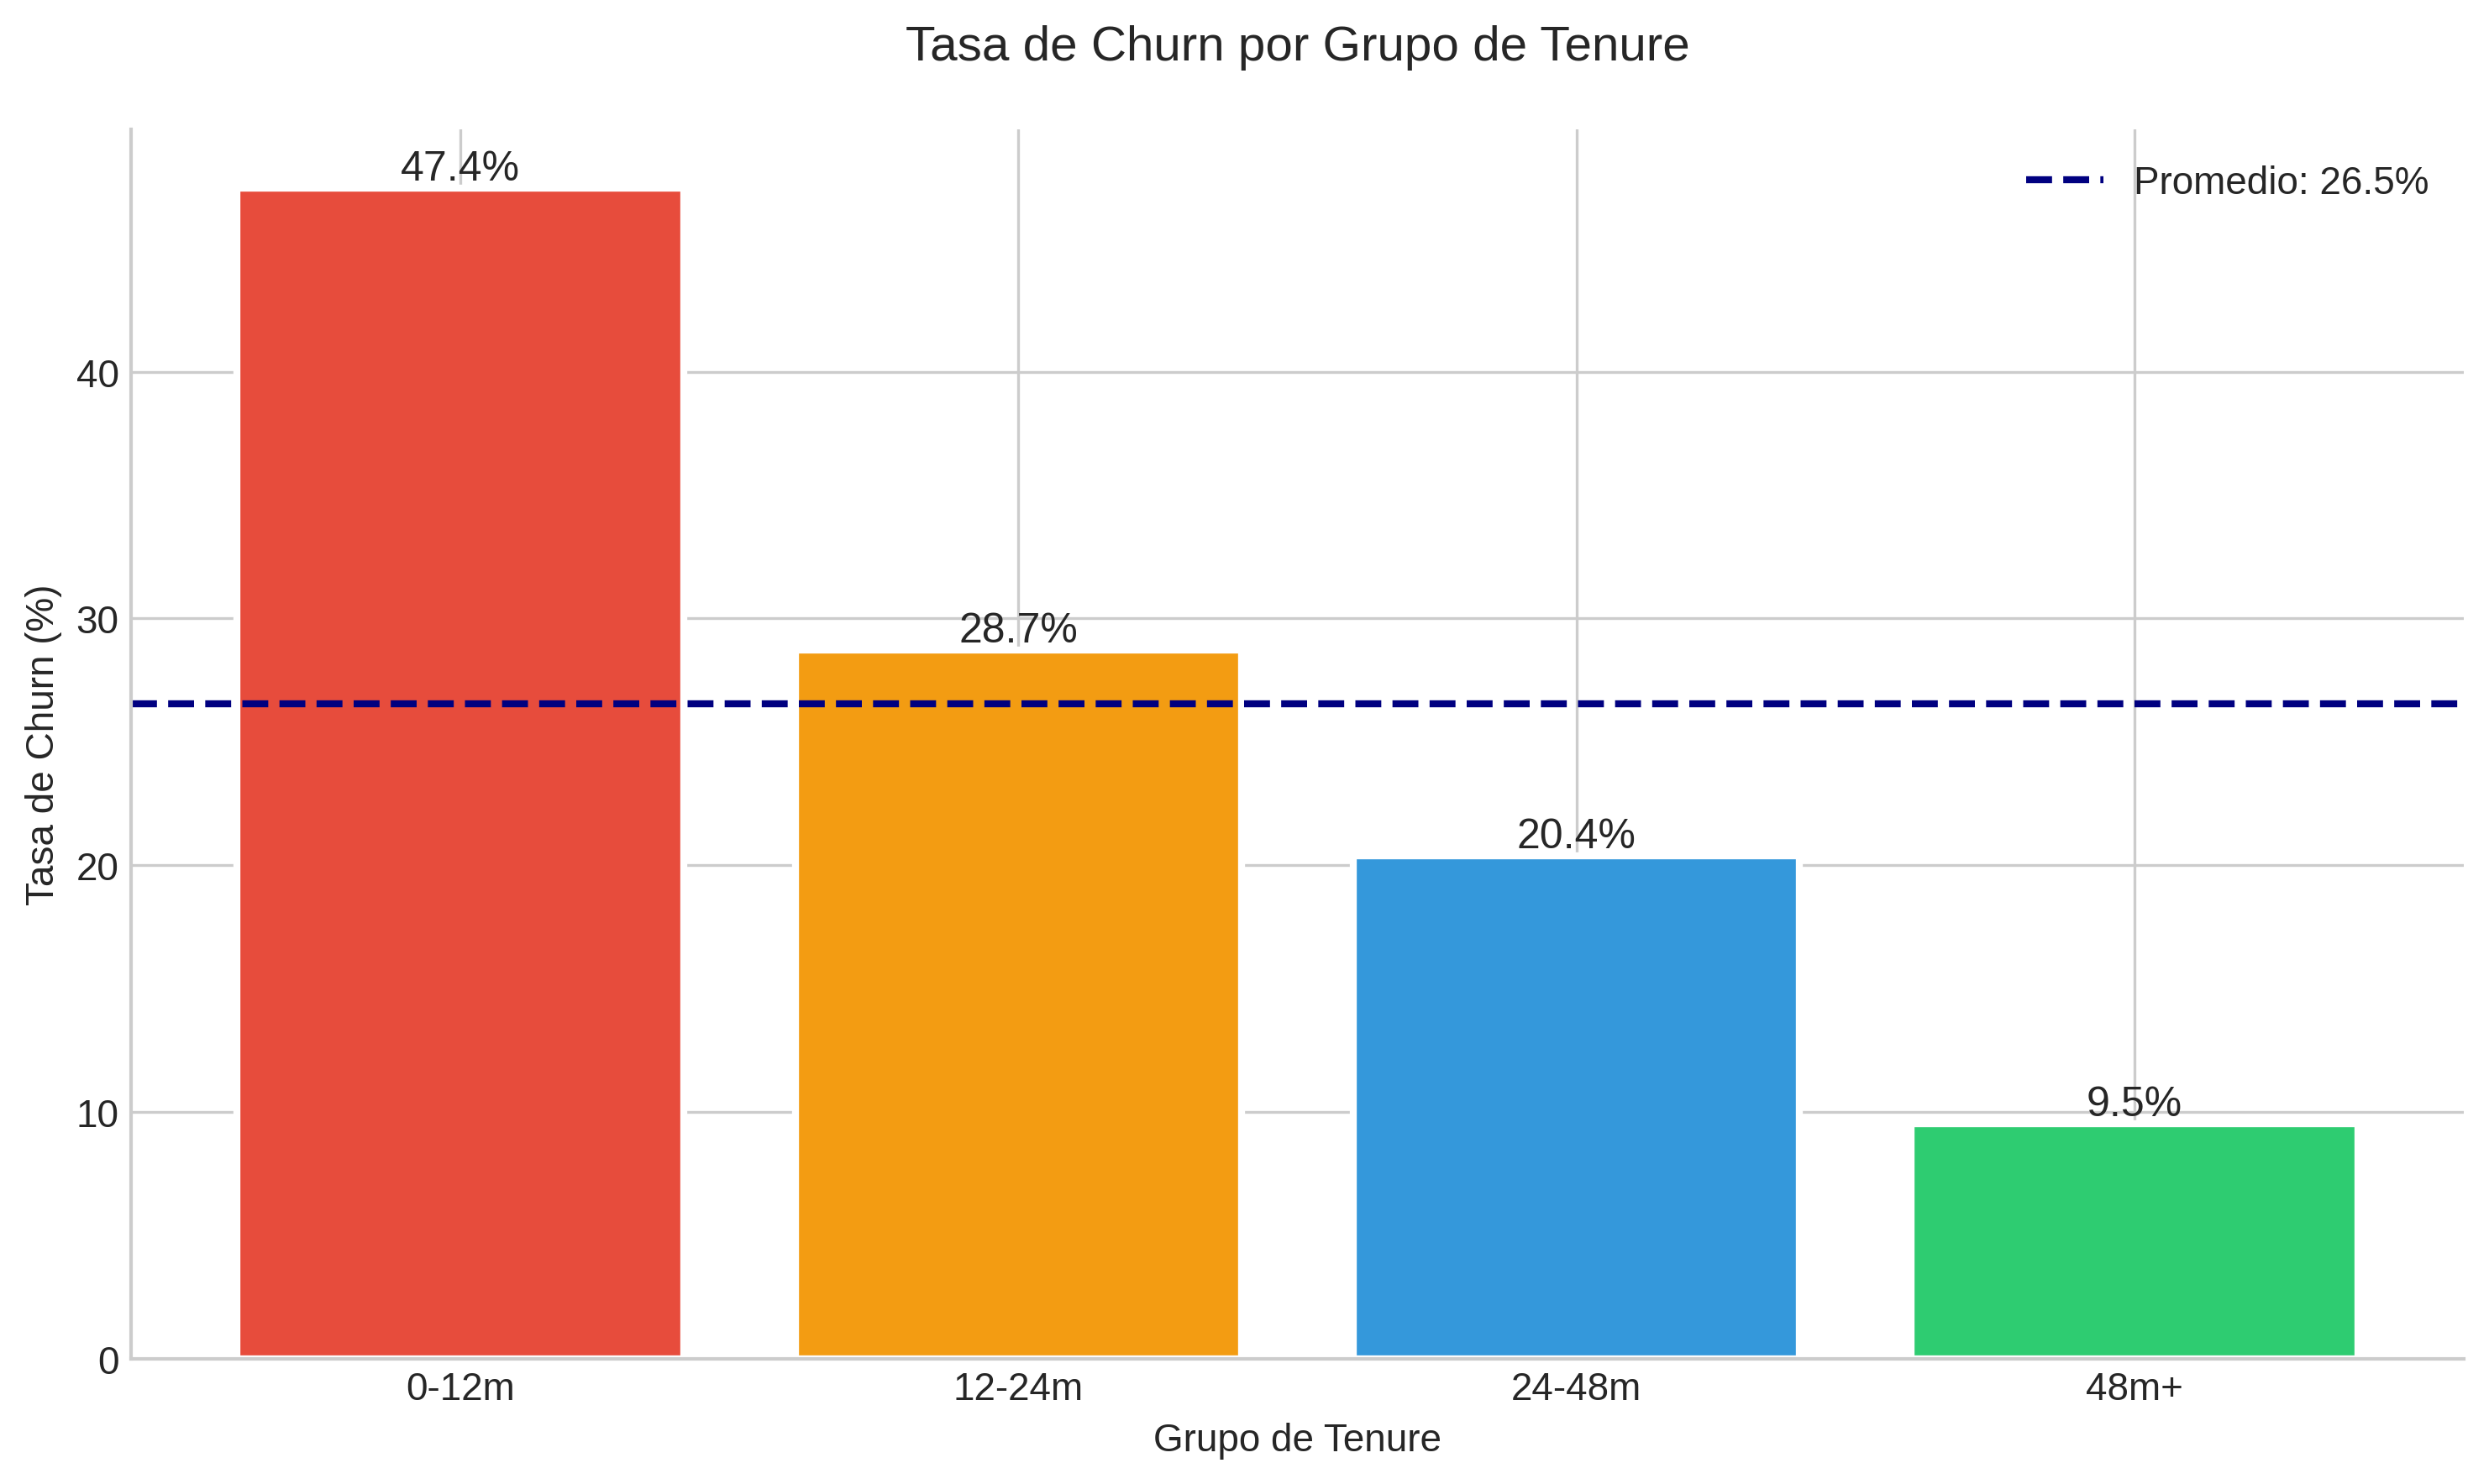 Tasa de Churn por Grupo de Tenure
Promedio: 26.5%
47.4%
28.7%
20.4%
9.5%
Tasa de Churn (%)
40
30
20
10
0
0-12m
12-24m
24-48m
48m+
Grupo de Tenure